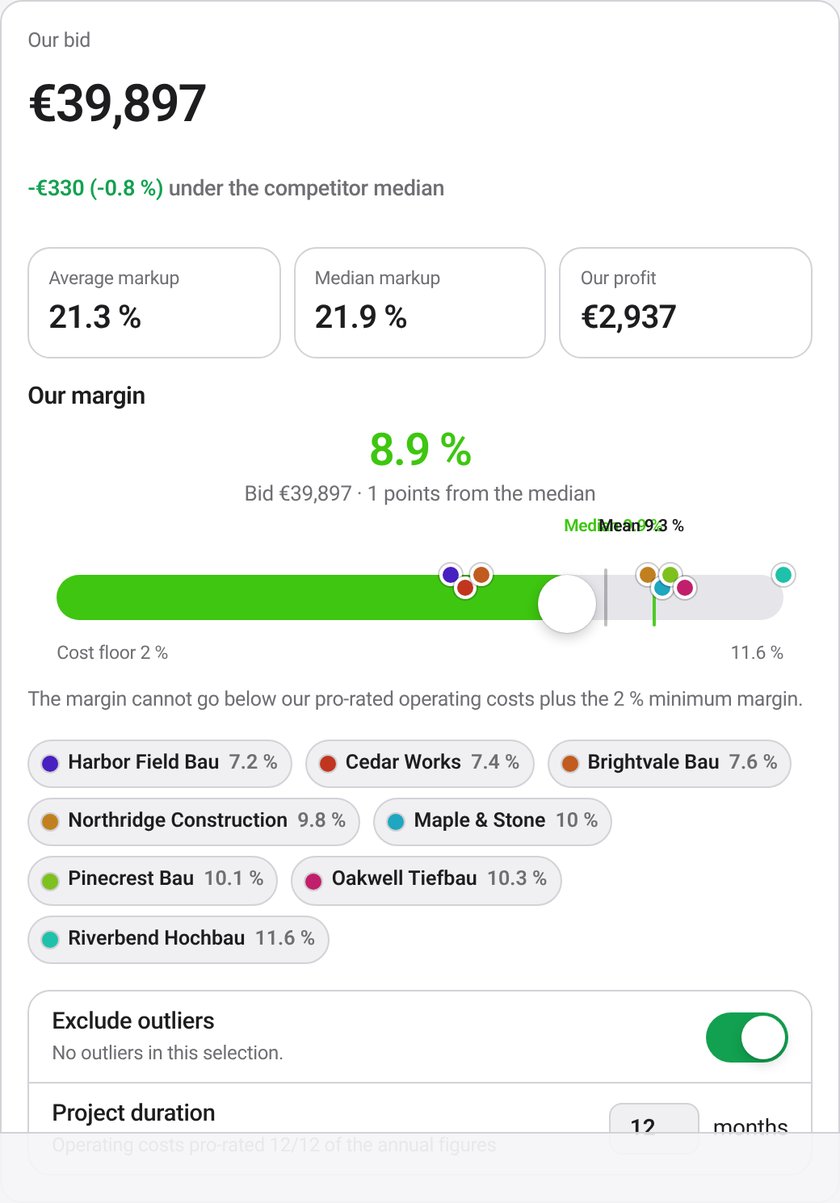 Our bid
€39,897
-€330 (-0.8 %) under the competitor median
Average markup
21.3 %
Median markup
21.9 %
Our profit
€2,937
Our margin
8.9 %
Bid €39,897 · 1 points from the median
Mean 9.3 %
Cost floor 2 %
11.6 %
The margin cannot go below our pro-rated operating costs plus the 2 % minimum margin.
Harbor Field Bau 7.2 %
Cedar Works 7.4 %
Brightvale Bau 7.6 %
Northridge Construction 9.8 %
Maple & Stone 10 %
Pinecrest Bau 10.1 %
Oakwell Tiefbau 10.3 %
Riverbend Hochbau 11.6 %
Exclude outliers
No outliers in this selection.
Project duration
12 months
Operating costs pro-rated 12/12 of the annual figures